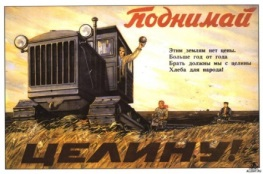 Поднимай
Этим землям нет цены.
Больше год от года
Брать должны мы с целины
Хлеба для народа!
ЦЕЛИНУ!